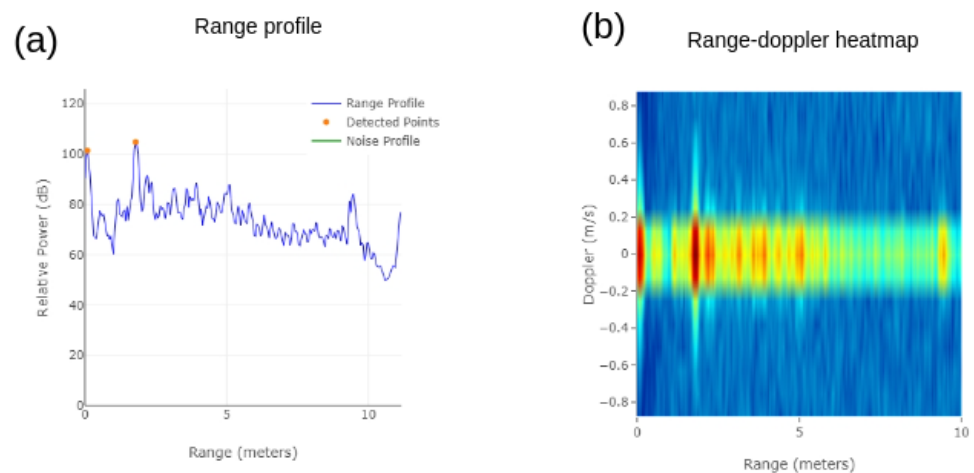 (a)
Range profile
120
100
80
60
40
20
0
Relative Power (dB)
Range Profile
Detected Points
Noise Profile
0
5
10
Range (meters)
(b)
Range-doppler heatmap
0.8
0.6
0.4
0.2
0
−0.2
−0.4
−0.6
−0.8
Doppler (m/s)
0
5
10
Range (meters)